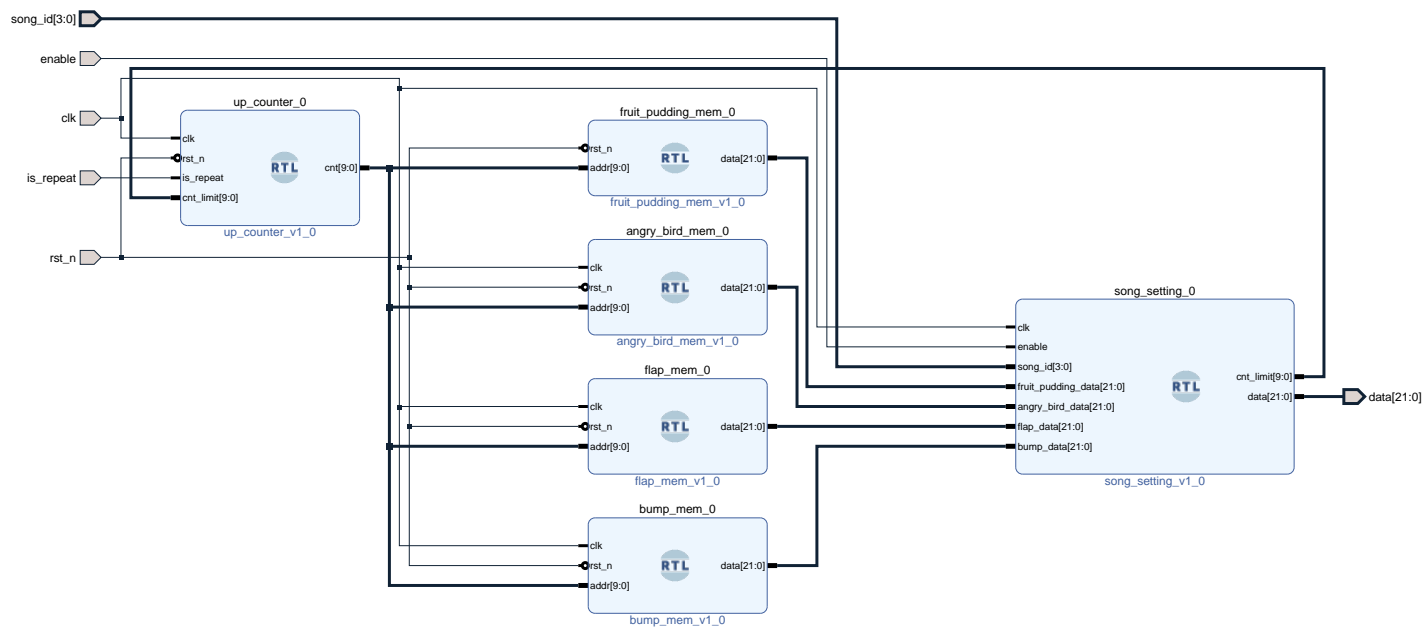 song_id[3:0]
enable
clk
is_repeat
rst_n
up_counter_0
clk
rst_n
is_repeat
cnt_limit[9:0]
RTL
cnt[9:0]
up_counter_v1_0
fruit_pudding_mem_0
rst_n
addr[9:0]
RTL
data[21:0]
fruit_pudding_mem_v1_0
angry_bird_mem_0
clk
rst_n
addr[9:0]
RTL
data[21:0]
angry_bird_mem_v1_0
flap_mem_0
clk
rst_n
addr[9:0]
RTL
data[21:0]
flap_mem_v1_0
bump_mem_0
clk
rst_n
addr[9:0]
RTL
data[21:0]
bump_mem_v1_0
song_setting_0
clk
enable
song_id[3:0]
fruit_pudding_data[21:0]
angry_bird_data[21:0]
flap_data[21:0]
bump_data[21:0]
RTL
cnt_limit[9:0]
data[21:0]
song_setting_v1_0
data[21:0]